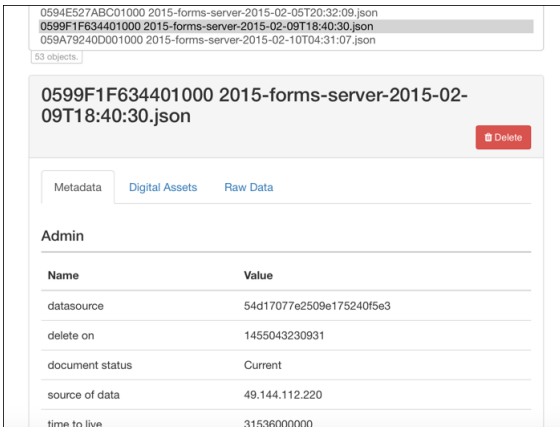 0594E527ABC01000 2015-forms-server-2015-02-05T20:32:09.json
0599F1F634401000 2015-forms-server-2015-02-09T18:40:30.json
059A79240D001000 2015-forms-server-2015-02-10T04:31:07.json
53 objects.
0599F1F634401000 2015-forms-server-2015-02-
09T18:40:30.json
Delete
Metadata Digital Assets Raw Data
Admin
Name Value
datasource 54d17077e2509e175240f5e3
delete on 1455043230931
document status Current
source of data 49.144.112.220
time to live 31536000000